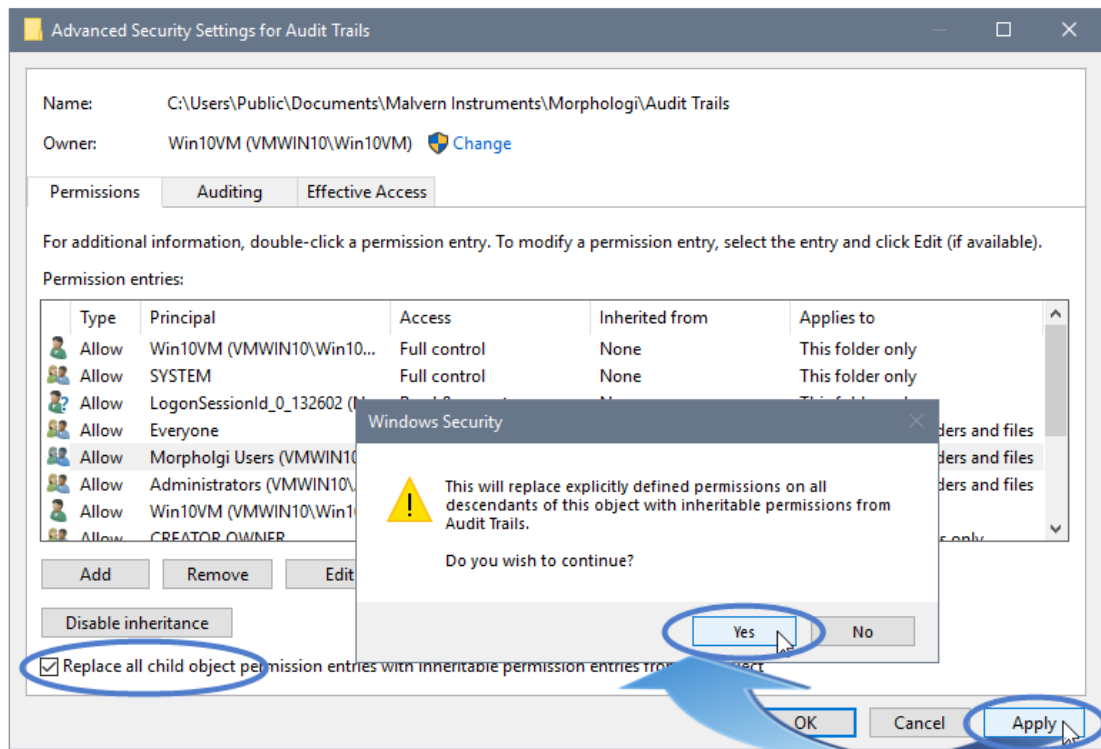 Advanced Security Settings for Audit Trails
Name: C:\Users\Public\Documents\Malvern Instruments\Morphologi\Audit Trails
Owner: Win10VM (VMWIN10\Win10VM) Change
Permissions Auditing Effective Access
For additional information, double-click a permission entry. To modify a permission entry, select the entry and click Edit (if available).
Permission entries:
Type Principal Access Inherited from Applies to
Allow Win10VM (VMWIN10\Win10... Full control None This folder only
Allow SYSTEM Full control None This folder only
Allow LogonSessionId_0_132602 (
Allow Everyone ders and files
Allow Morpholgi Users (VMWIN10 ders and files
Allow Administrators (VMWIN10\ ders and files
Allow Win10VM (VMWIN10\Win1
Allow CREATOR OWNER s only
Windows Security
This will replace explicitly defined permissions on all
descendants of this object with inheritable permissions from
Audit Trails.
Do you wish to continue?
Yes No
Add Remove Edit
Disable inheritance
Replace all child object permission entries with inheritable permission entries from ject
OK Cancel Apply